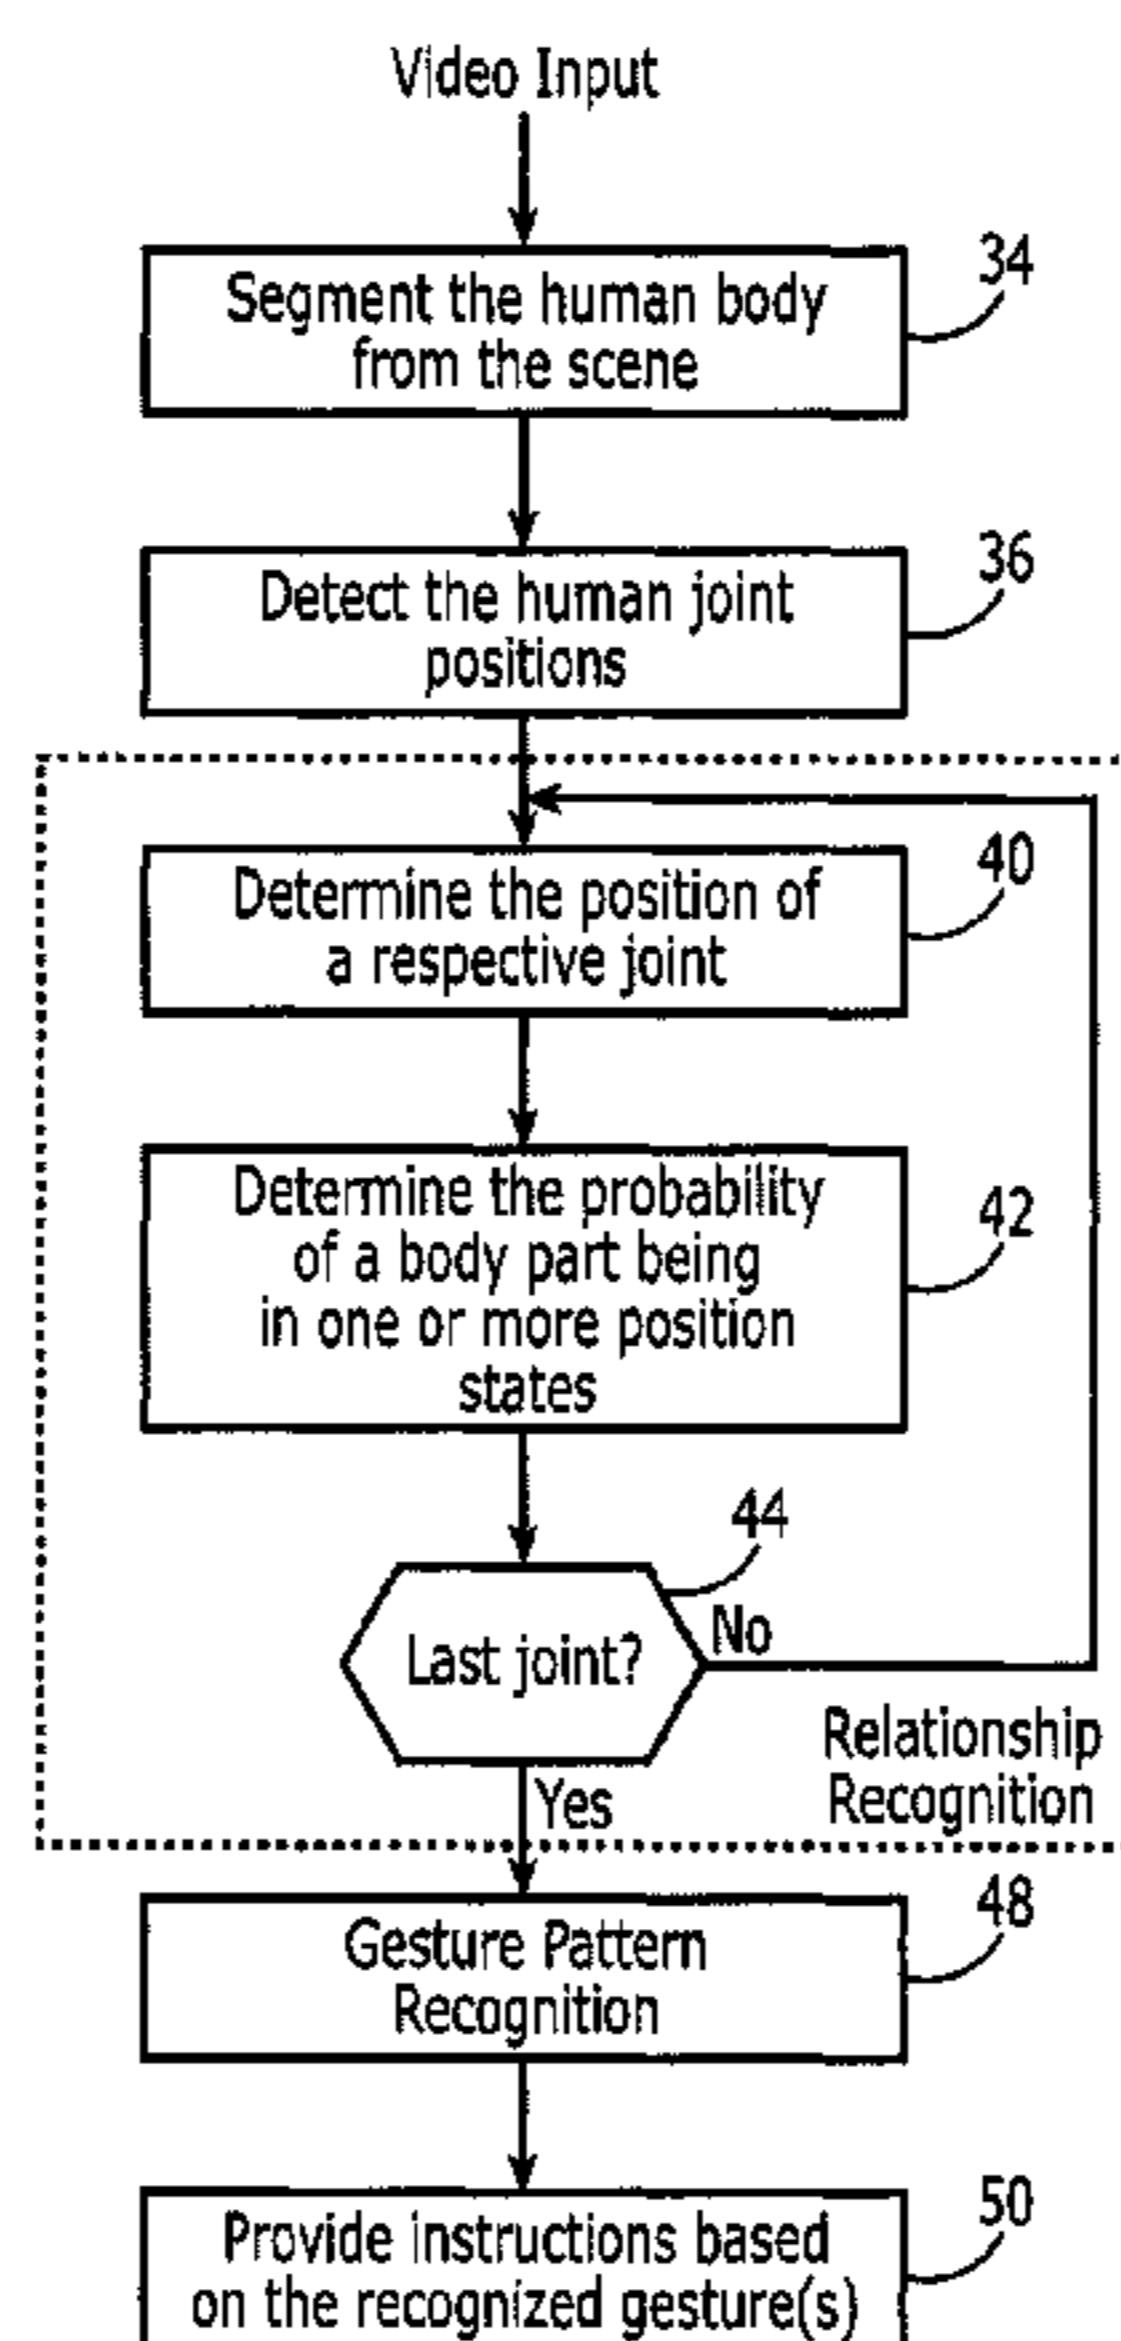 Video Input
34
Segment the human body
from the scene
36
Detect the human joint
positions
40
Determine the position of
a respective joint
42
Determine the probability
of a body part being
in one or more position
states
44
Last joint?
No
Relationship
Recognition
Yes
48
Gesture Pattern
Recognition
50
Provide instructions based
on the recognized gesture(s)